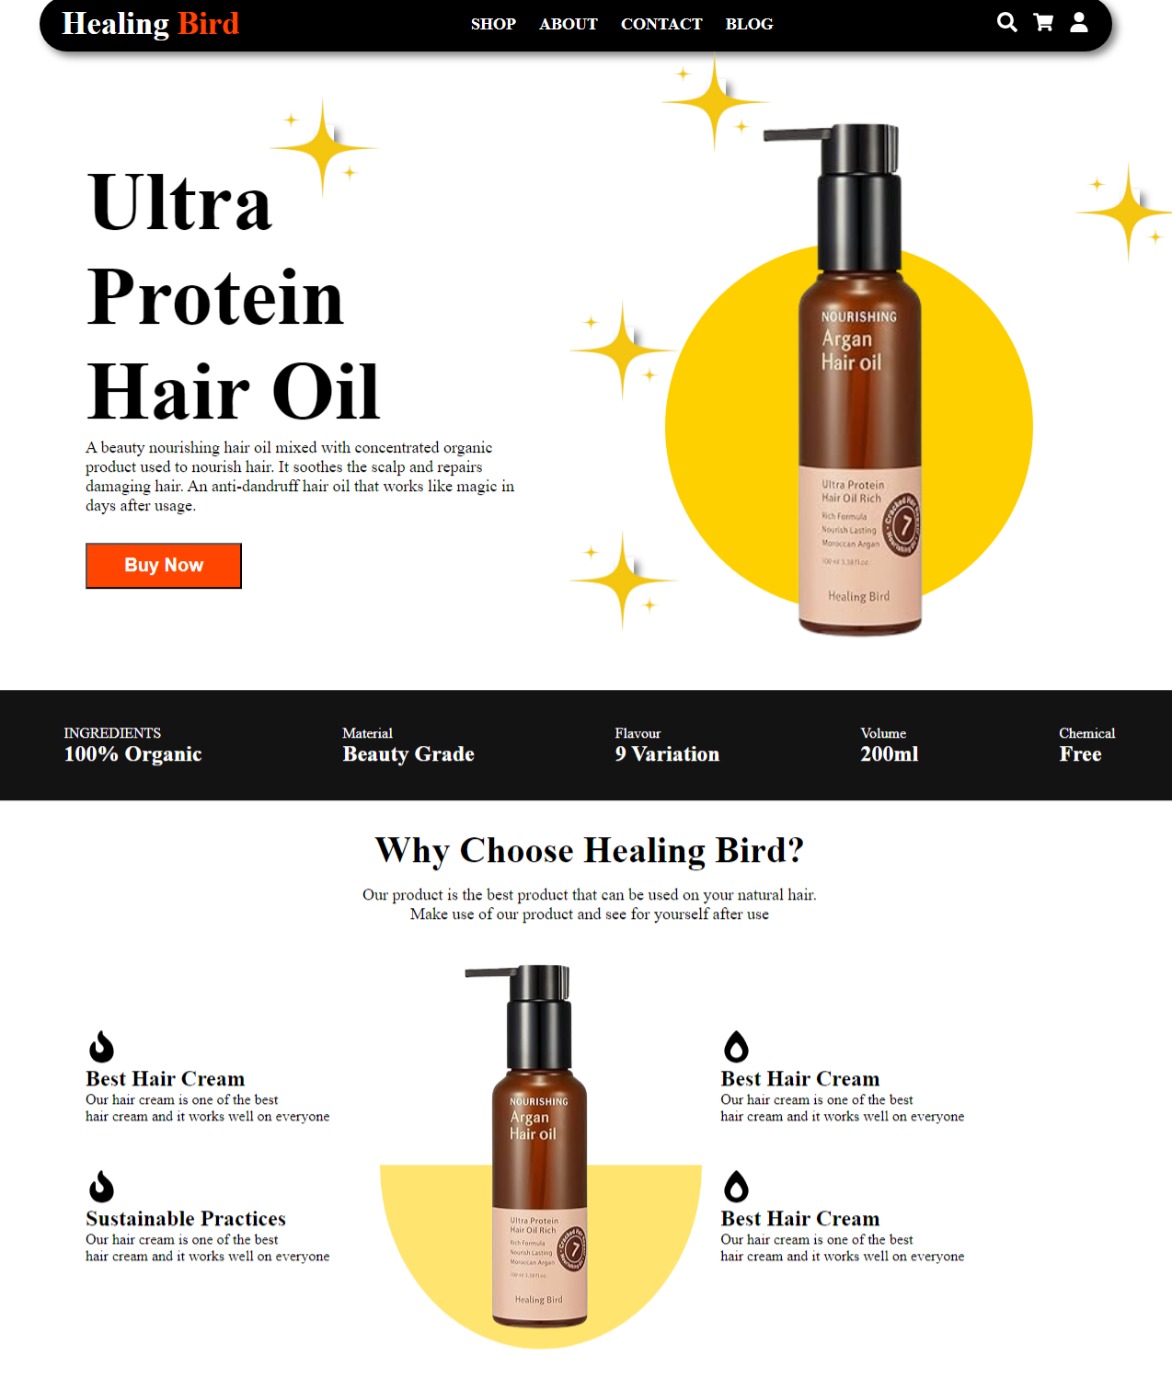 Healing Bird
SHOP ABOUT CONTACT BLOG
Ultra
Protein
Hair Oil
A beauty nourishing hair oil mixed with concentrated organic
product used to nourish hair. It soothes the scalp and repairs
damaging hair. An anti-dandruff hair oil that works like magic in
days after usage.
Buy Now
NOURISHING
Argan
Hair oil
Ultra Protein
Hair Oil Rich
Rich Formula
Nourish Lasting
Moroccan Argan
7
Healing Bird
INGREDIENTS
100% Organic
Material
Beauty Grade
Flavour
9 Variation
Volume
200ml
Chemical
Free
Why Choose Healing Bird?
Our product is the best product that can be used on your natural hair.
Make use of our product and see for yourself after use
Best Hair Cream
Our hair cream is one of the best
hair cream and it works well on everyone
Sustainable Practices
Our hair cream is one of the best
hair cream and it works well on everyone
NOURISHING
Argan
Hair oil
Ultra Protein
Hair Oil Rich
Rich Formula
Nourish Lasting
Moroccan Argan
7
Healing Bird
Best Hair Cream
Our hair cream is one of the best
hair cream and it works well on everyone
Best Hair Cream
Our hair cream is one of the best
hair cream and it works well on everyone